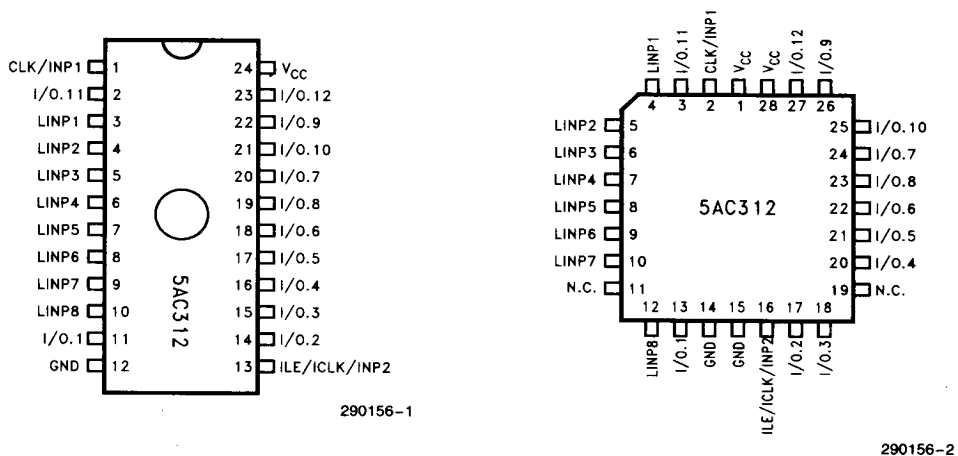 CLK/INP1 1 24 VCC
I/O.11 2 23 I/O.12
LINP1 3 22 I/O.9
LINP2 4 21 I/O.10
LINP3 5 20 I/O.7
LINP4 6 19 I/O.8
LINP5 7 18 I/O.6
LINP6 8 17 I/O.5
LINP7 9 16 I/O.4
LINP8 10 15 I/O.3
I/O.1 11 14 I/O.2
GND 12 13 ILE/ICLK/INP2
5AC312
290156-1
LINP1 I/O.11 CLK/INP1 VCC VCC I/O.12 I/O.9
4 3 2 1 28 27 26
LINP2 5 25 I/O.10
LINP3 6 24 I/O.7
LINP4 7 23 I/O.8
LINP5 8 22 I/O.6
LINP6 9 21 I/O.5
LINP7 10 20 I/O.4
N.C. 11 19 N.C.
5AC312
12 13 14 15 16 17 18
LINP8 I/O.1 GND GND ILE/ICLK/INP2 I/O.2 I/O.3
290156-2